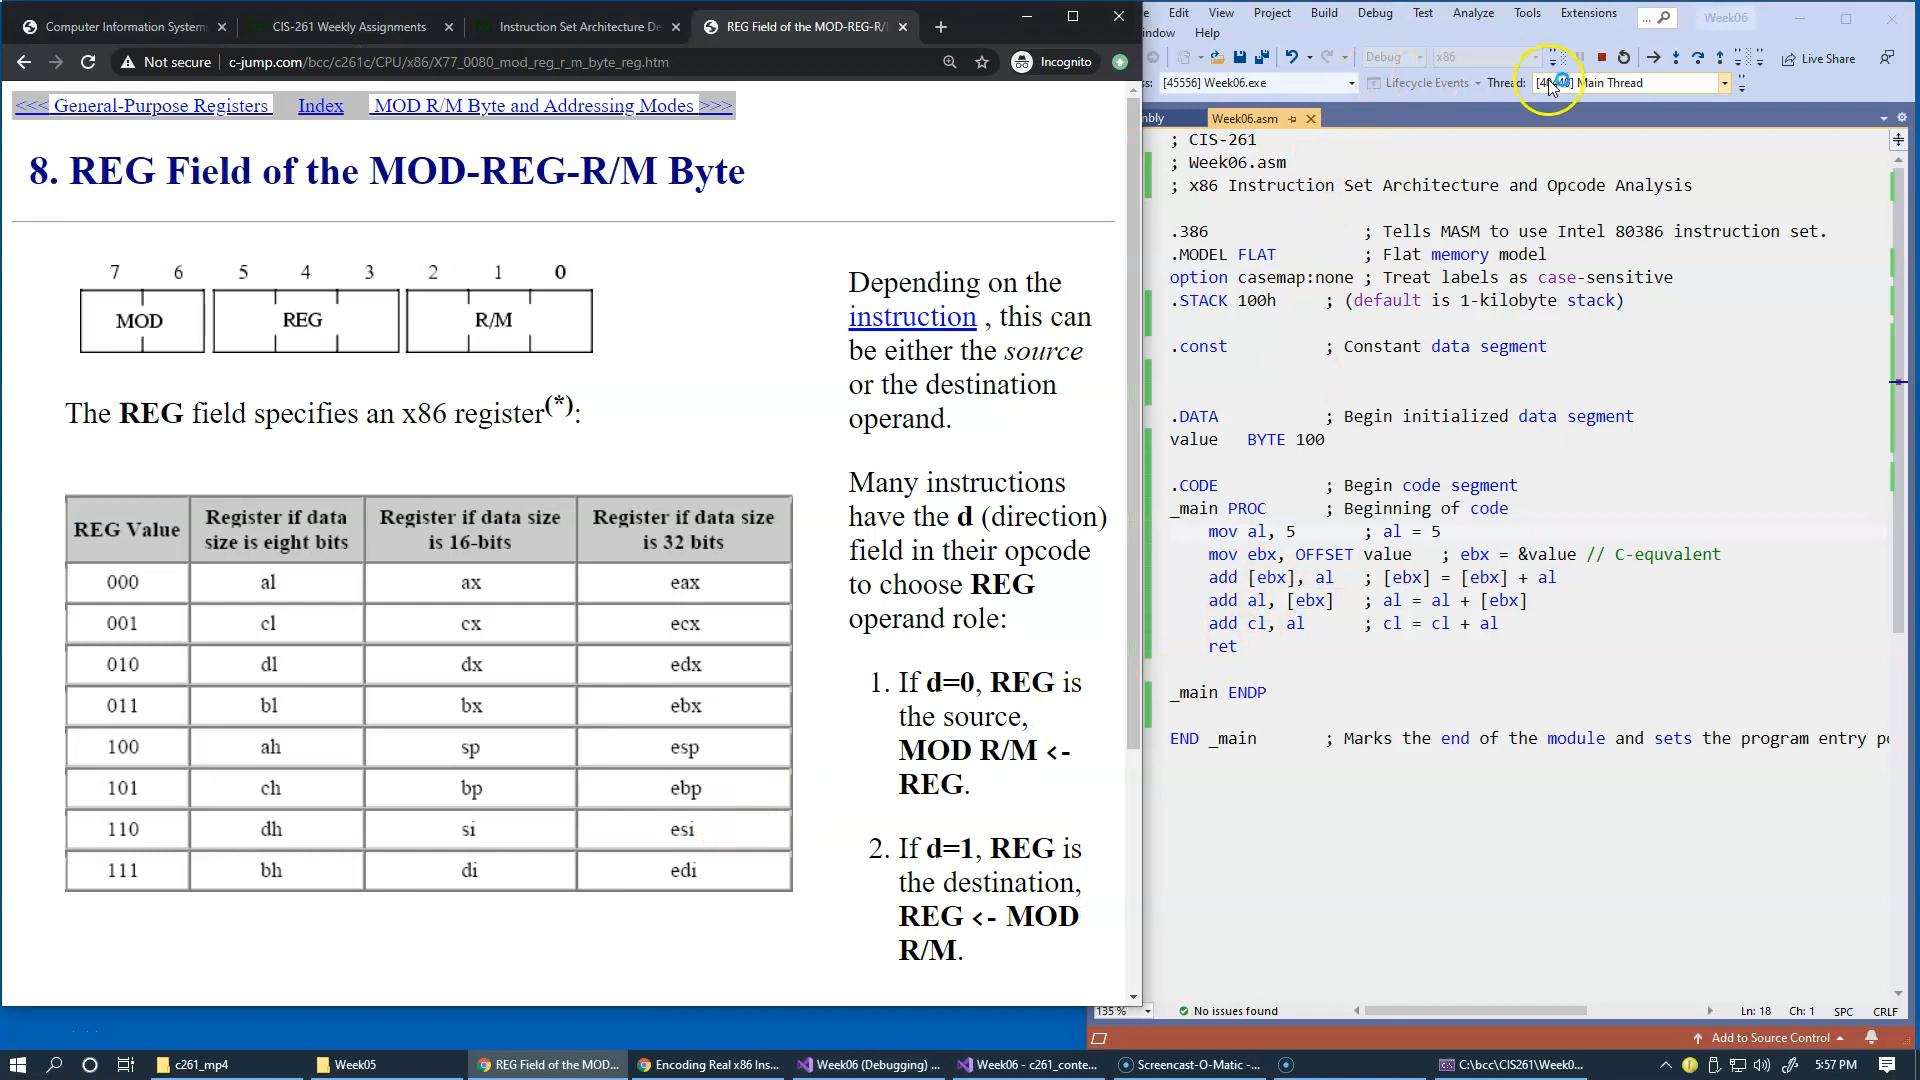 Computer Information Systems
CIS-261 Weekly Assignments
Instruction Set Architecture De
REG Field of the MOD-REG-R/M
Not secure
c-jump.com/bcc/c261c/CPU/x86/X77_0080_mod_reg_r_m_byte_reg.htm
Incognito
<<< General-Purpose Registers
Index
MOD R/M Byte and Addressing Modes >>>
8. REG Field of the MOD-REG-R/M Byte
7 6 5 4 3 2 1 0
MOD REG R/M
The REG field specifies an x86 register(*):
REG Value
Register if data size is eight bits
Register if data size is 16-bits
Register if data size is 32 bits
000 al ax eax
001 cl cx ecx
010 dl dx edx
011 bl bx ebx
100 ah sp esp
101 ch bp ebp
110 dh si esi
111 bh di edi
Depending on the
instruction , this can
be either the source
or the destination
operand.
Many instructions
have the d (direction)
field in their opcode
to choose REG
operand role:
1. If d=0, REG is
the source,
MOD R/M <-
REG.
2. If d=1, REG is
the destination,
REG <- MOD
R/M.
Edit View Project Build Debug Test Analyze Tools Extensions
...
Week06
indow Help
Debug x86
Live Share
s: [45556] Week06.exe
Lifecycle Events
Thread:
Main Thread
mbly
Week06.asm
; CIS-261
; Week06.asm
; x86 Instruction Set Architecture and Opcode Analysis
.386 ; Tells MASM to use Intel 80386 instruction set.
.MODEL FLAT ; Flat memory model
option casemap:none ; Treat labels as case-sensitive
.STACK 100h ; (default is 1-kilobyte stack)
.const ; Constant data segment
.DATA ; Begin initialized data segment
value BYTE 100
.CODE ; Begin code segment
_main PROC ; Beginning of code
mov al, 5 ; al = 5
mov ebx, OFFSET value ; ebx = &value // C-equvalent
add [ebx], al ; [ebx] = [ebx] + al
add al, [ebx] ; al = al + [ebx]
add cl, al ; cl = cl + al
ret
_main ENDP
END _main ; Marks the end of the module and sets the program entry po
135 %
No issues found
Ln: 18 Ch: 1 SPC CRLF
Add to Source Control
c261_mp4
Week05
REG Field of the MOD...
Encoding Real x86 Ins...
Week06 (Debugging) ...
Week06 - c261_conte...
Screencast-O-Matic - ...
C:\bcc\CIS261\Week0...
5:57 PM